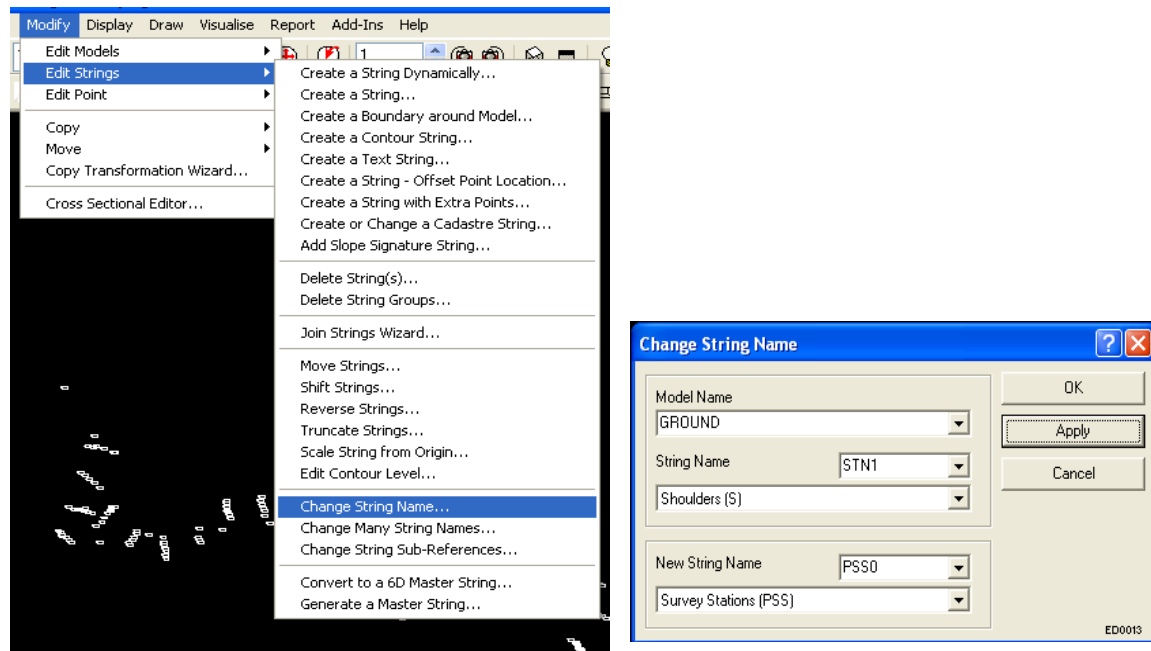 Modify Display Draw Visualise Report Add-Ins Help
1
Edit Models
Edit Strings
Edit Point
Copy
Move
Copy Transformation Wizard...
Cross Sectional Editor...
Create a String Dynamically...
Create a String...
Create a Boundary around Model...
Create a Contour String...
Create a Text String...
Create a String - Offset Point Location...
Create a String with Extra Points...
Create or Change a Cadastre String...
Add Slope Signature String...
Delete String(s)...
Delete String Groups...
Join Strings Wizard...
Move Strings...
Shift Strings...
Reverse Strings...
Truncate Strings...
Scale String from Origin...
Edit Contour Level...
Change String Name...
Change Many String Names...
Change String Sub-References...
Convert to a 6D Master String...
Generate a Master String...
Change String Name
Model Name
GROUND
String Name STN1
Shoulders (S)
New String Name PSS0
Survey Stations (PSS)
OK
Apply
Cancel
ED0013